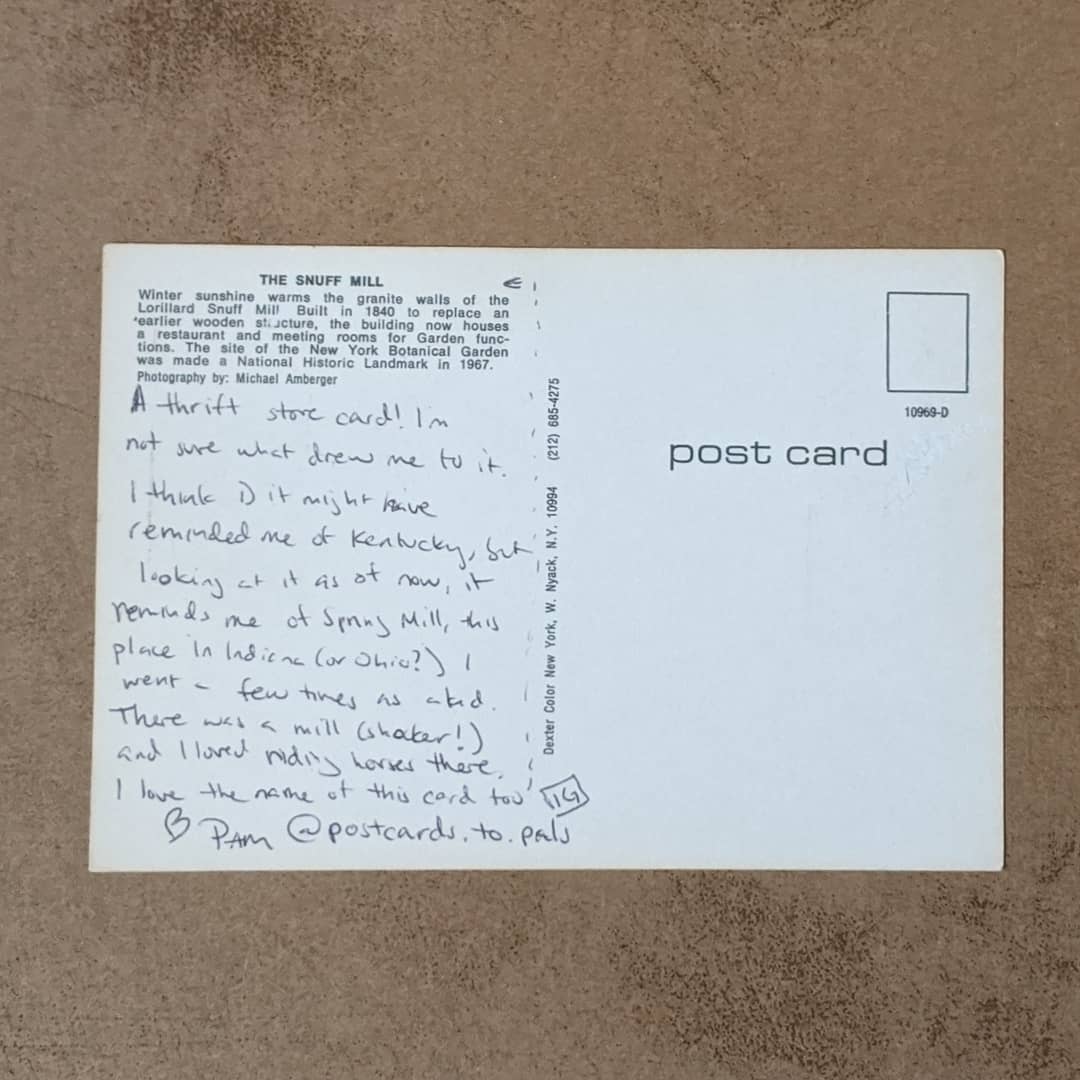 THE SNUFF MILL
Winter sunshine warms the granite walls of the
Lorillard Snuff Mill Built in 1840 to replace an
earlier wooden structure, the building now houses
a restaurant and meeting rooms for Garden func-
tions. The site of the New York Botanical Garden
was made a National Historic Landmark in 1967.
Photography by: Michael Amberger
A thrift store card! I'm
not sure what drew me to it.
I think 1) it might have
reminded me of Kentucky, but
looking at it as of now, it
reminds me of Spring Mill, this
place in Indiana (or Ohio?) I
went a few times as a kid.
There was a mill (shaker!)
and I loved riding horses there.
I love the name of this card too
IG
PAM @postcards.to.pals
Dexter Color New York, W. Nyack, N.Y. 10994 (212) 685-4275
10969-D
post card